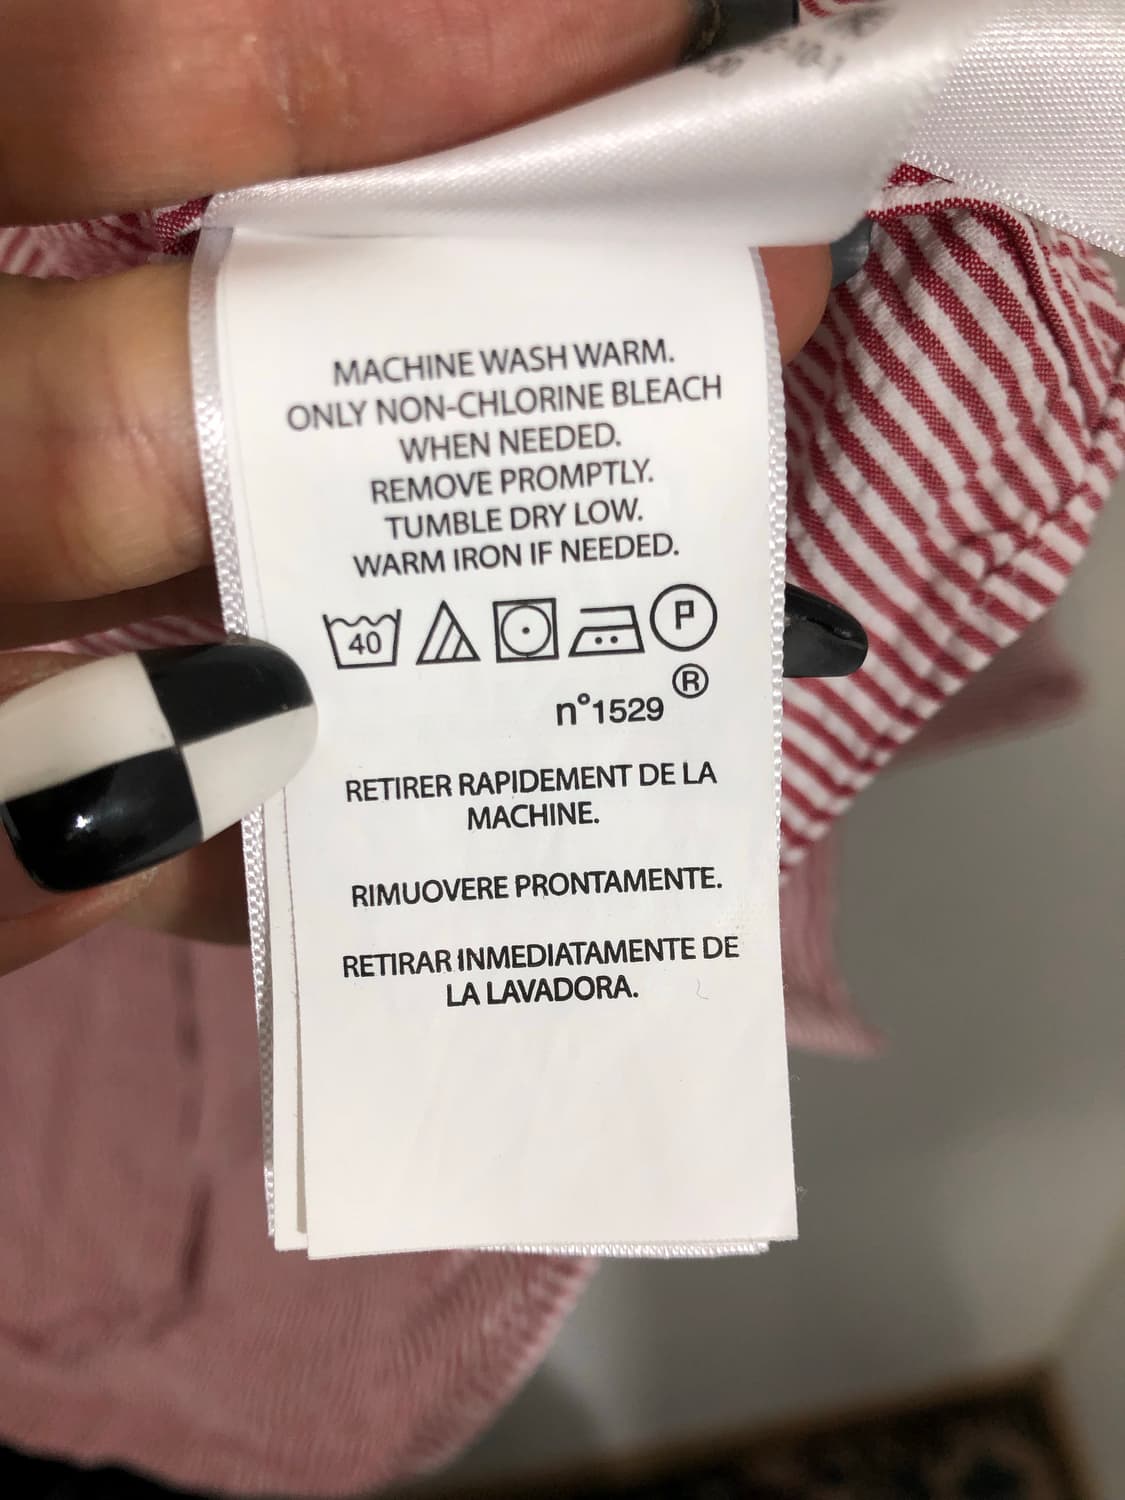 MACHINE WASH WARM.
ONLY NON-CHLORINE BLEACH
WHEN NEEDED.
REMOVE PROMPTLY.
TUMBLE DRY LOW.
WARM IRON IF NEEDED.
40 P
®
n°1529
RETIRER RAPIDEMENT DE LA
MACHINE.
RIMUOVERE PRONTAMENTE.
RETIRAR INMEDIATAMENTE DE
LA LAVADORA.